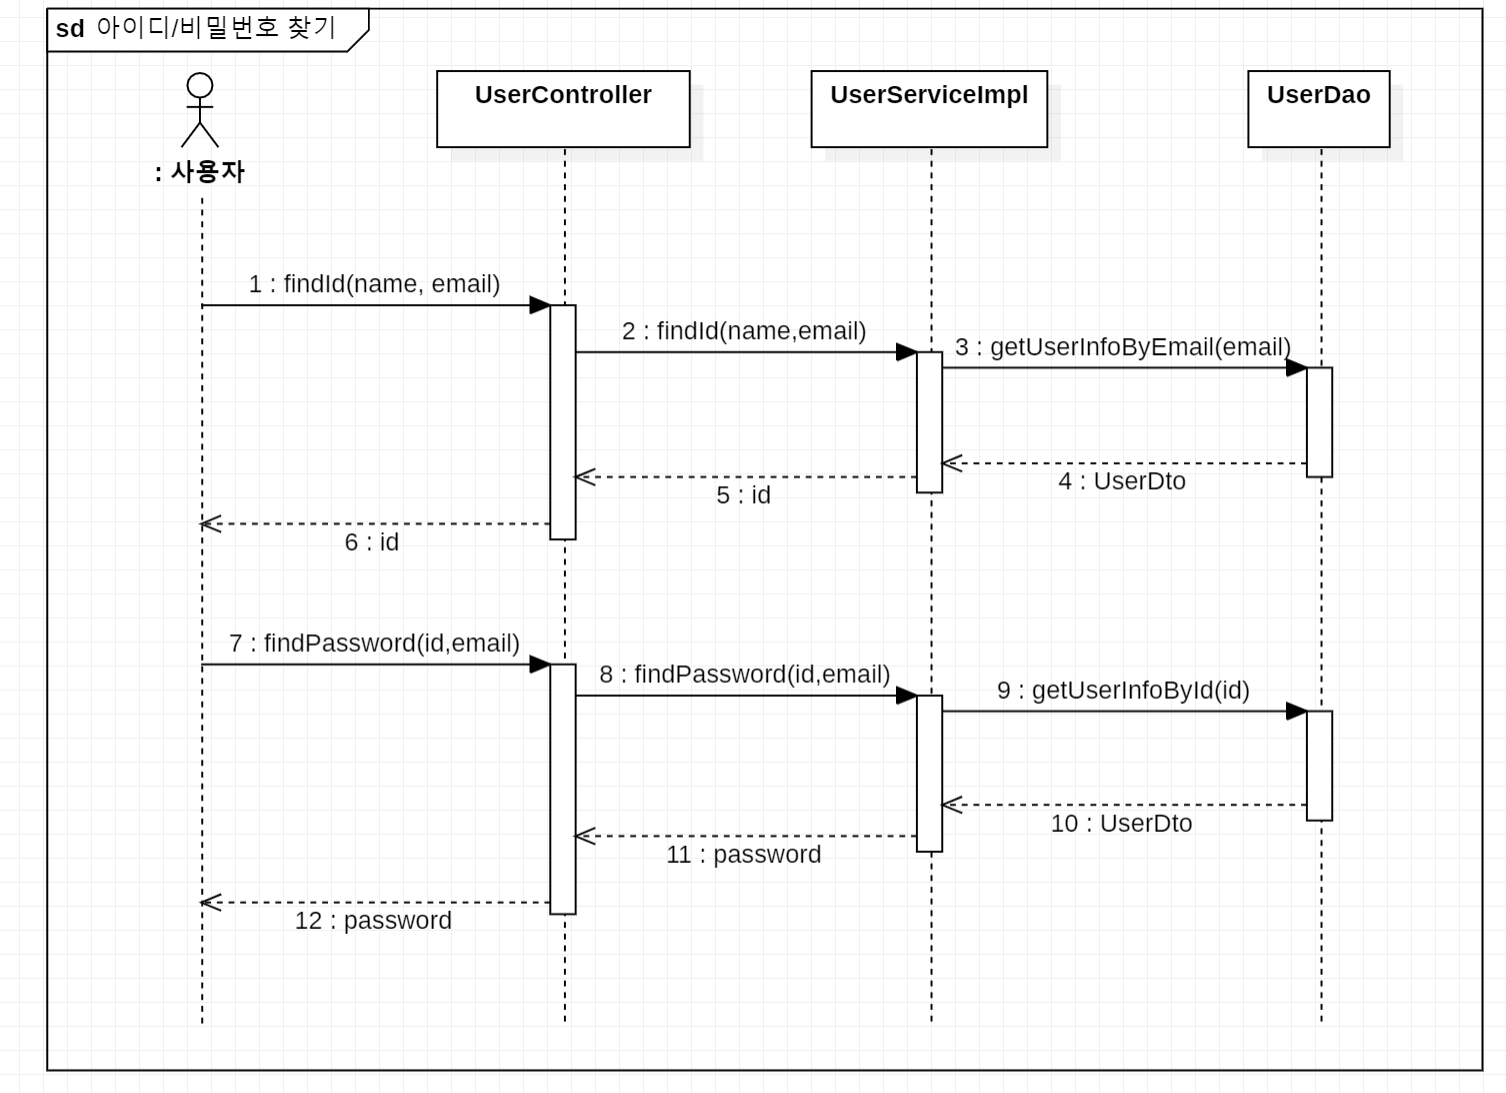 sd 아이디/비밀번호 찾기
UserController
UserServiceImpl
UserDao
: 사용자
1 : findId(name, email)
2 : findId(name,email)
3 : getUserInfoByEmail(email)
4 : UserDto
5 : id
6 : id
7 : findPassword(id,email)
8 : findPassword(id,email)
9 : getUserInfoById(id)
10 : UserDto
11 : password
12 : password